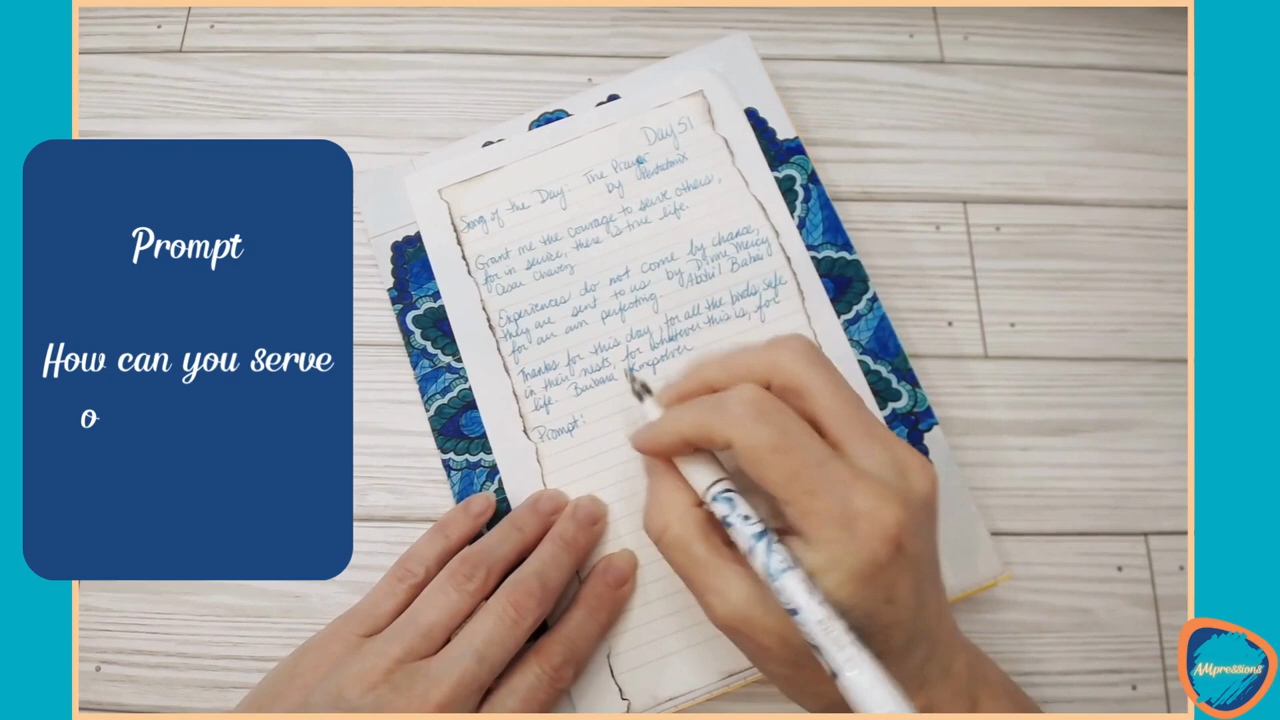 Prompt
How can you serve
o
Day 51
Song of the Day: The Prayer
by Pentatonix
Grant me the courage to serve others,
for in service, there is true life.
Cesar Chavez
Experiences do not come by chance,
they are sent to us by Divine Mercy
for our own perfecting. Abdu'l Baha
Thanks for this day, for all the birds safe
in their nests, for whatever this is, for
life. Barbara Kingsolver
Prompt:
AMpressions